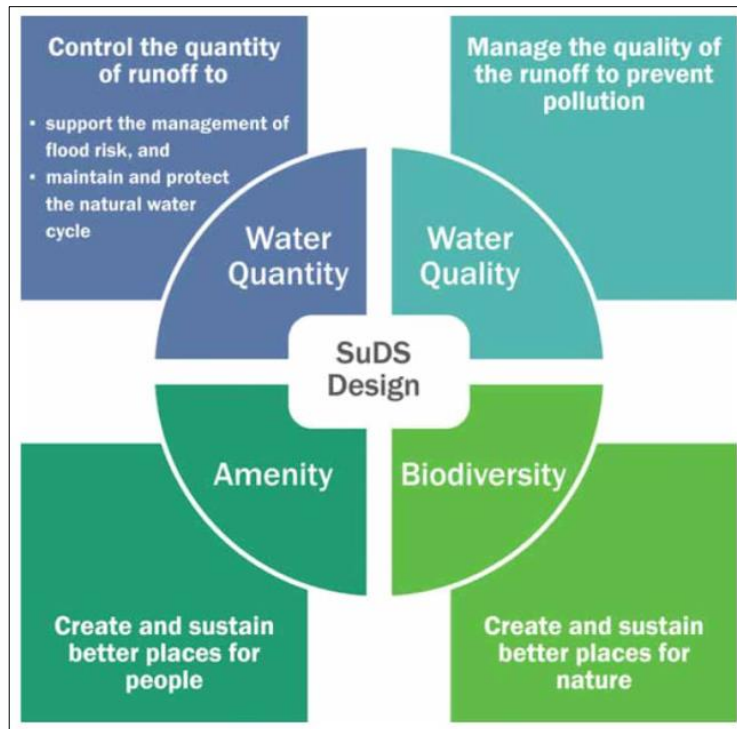 Control the quantity
of runoff to
▪ support the management of
flood risk, and
▪ maintain and protect
the natural water
cycle
Manage the quality of
the runoff to prevent
pollution
Water
Quantity
Water
Quality
SuDS
Design
Amenity
Biodiversity
Create and sustain
better places for
people
Create and sustain
better places for
nature